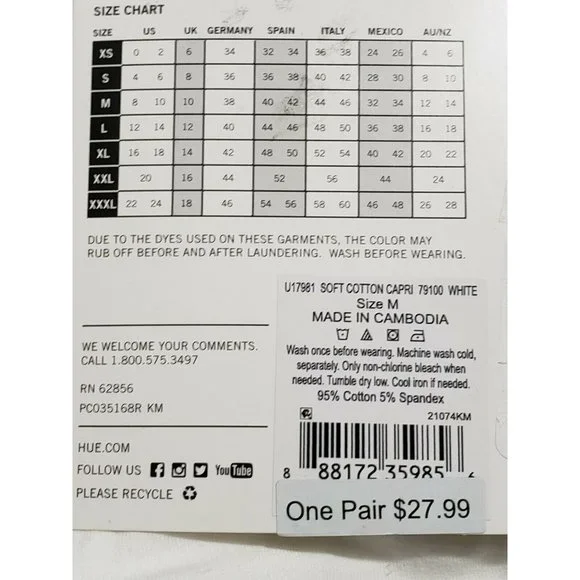 SIZE CHART
SIZE US UK GERMANY SPAIN ITALY MEXICO AU/NZ
XS 0 2 6 34 32 34 36 38 24 26 4 6
S 4 6 8 36 36 38 40 42 28 30 8 10
M 8 10 10 38 40 42 44 46 32 34 12 14
L 12 14 12 40 44 46 48 50 36 38 16 18
XL 16 18 14 42 48 50 52 54 40 42 20 22
XXL 20 16 44 52 56 44 24
XXXL 22 24 18 46 54 56 58 60 46 48 26 28
DUE TO THE DYES USED ON THESE GARMENTS, THE COLOR MAY
RUB OFF BEFORE AND AFTER LAUNDERING. WASH BEFORE WEARING.
WE WELCOME YOUR COMMENTS.
CALL 1.800.575.3497
RN 62856
PC035168R KM
HUE.COM
FOLLOW US f You Tube
PLEASE RECYCLE
U17981 SOFT COTTON CAPRI 79100 WHITE
Size M
MADE IN CAMBODIA
Wash once before wearing. Machine wash cold,
separately. Only non-chlorine bleach when
needed. Tumble dry low. Cool iron if needed.
95% Cotton 5% Spandex
21074KM
8 88172 35985 6
One Pair $27.99